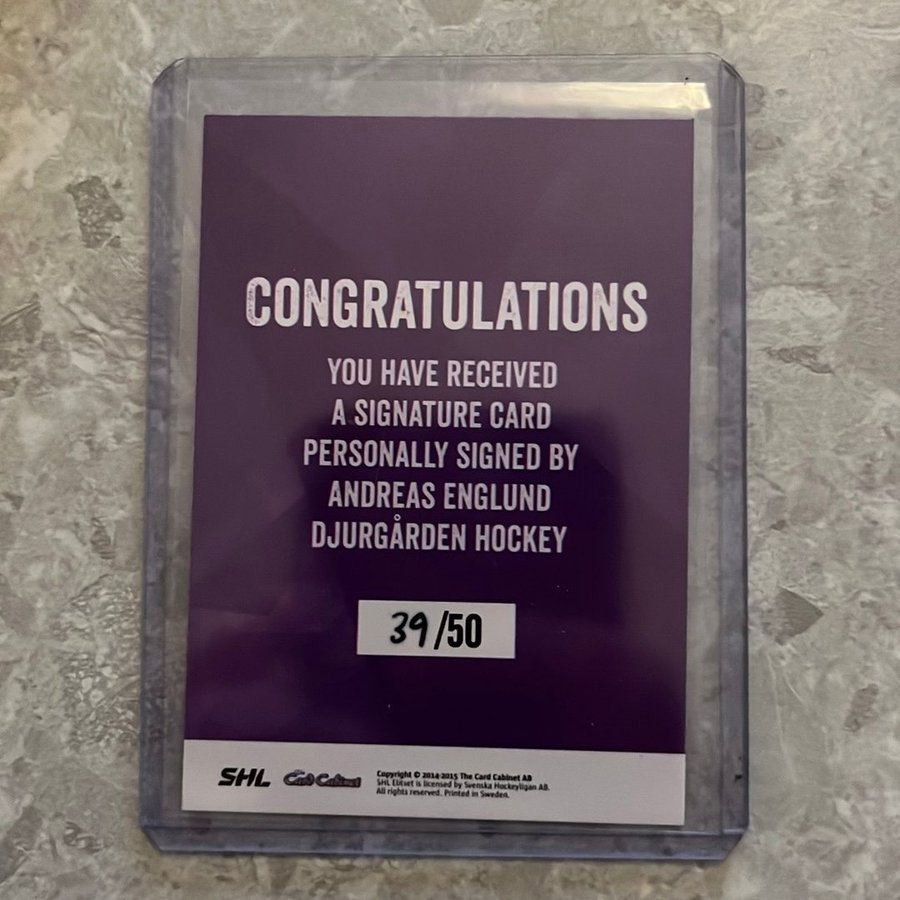 CONGRATULATIONS
YOU HAVE RECEIVED
A SIGNATURE CARD
PERSONALLY SIGNED BY
ANDREAS ENGLUND
DJURGÅRDEN HOCKEY
39/50
SHL
The Card Cabinet
Copyright © 2014-2015 The Card Cabinet AB
SHL Elitset is licensed by Svenska Hockeyligan AB.
All rights reserved. Printed in Sweden.